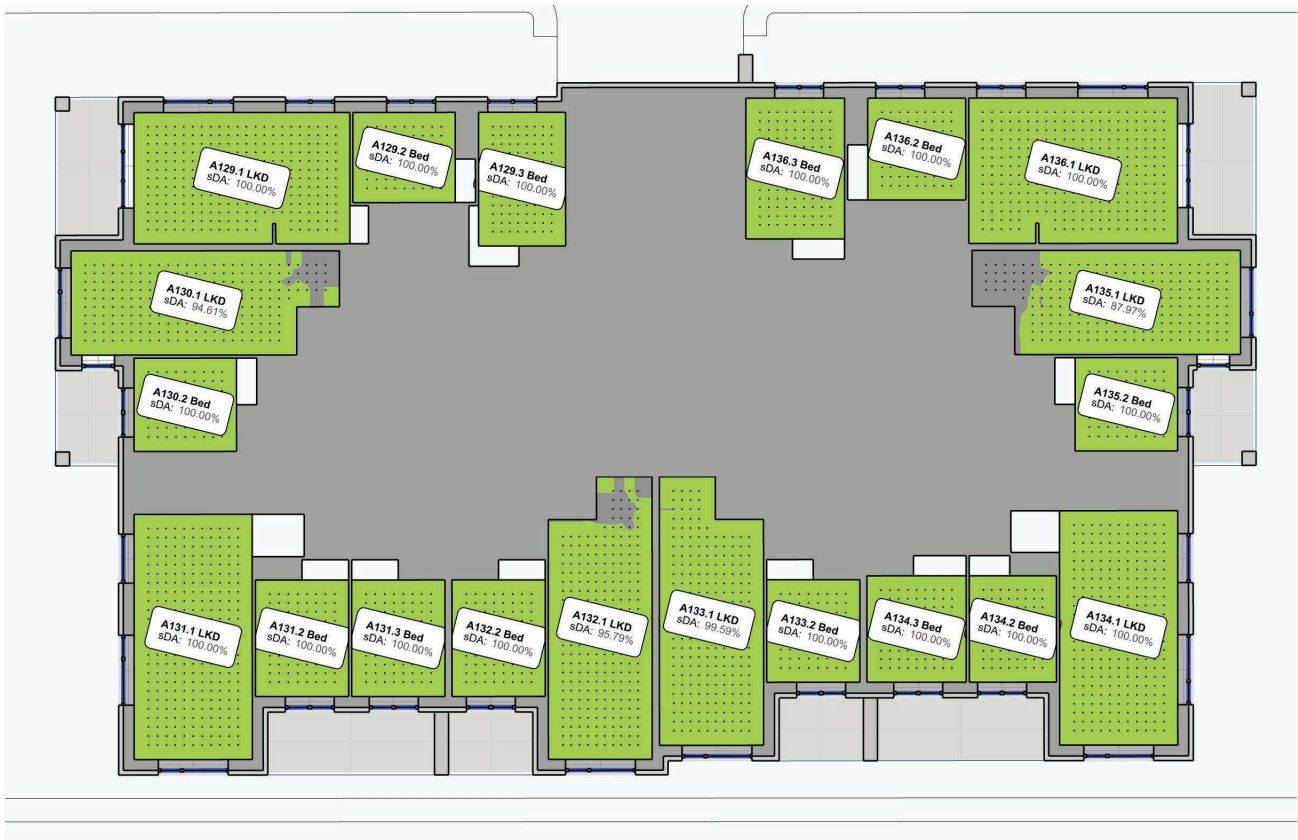 A129.1 LKD
sDA: 100.00%
A129.2 Bed
sDA: 100.00%
A129.3 Bed
sDA: 100.00%
A136.3 Bed
sDA: 100.00%
A136.2 Bed
sDA: 100.00%
A136.1 LKD
sDA: 100.00%
A130.1 LKD
sDA: 94.61%
A135.1 LKD
sDA: 87.97%
A130.2 Bed
sDA: 100.00%
A135.2 Bed
sDA: 100.00%
A131.1 LKD
sDA: 100.00%
A131.2 Bed
sDA: 100.00%
A131.3 Bed
sDA: 100.00%
A132.2 Bed
sDA: 100.00%
A132.1 LKD
sDA: 95.79%
A133.1 LKD
sDA: 99.59%
A133.2 Bed
sDA: 100.00%
A134.3 Bed
sDA: 100.00%
A134.2 Bed
sDA: 100.00%
A134.1 LKD
sDA: 100.00%